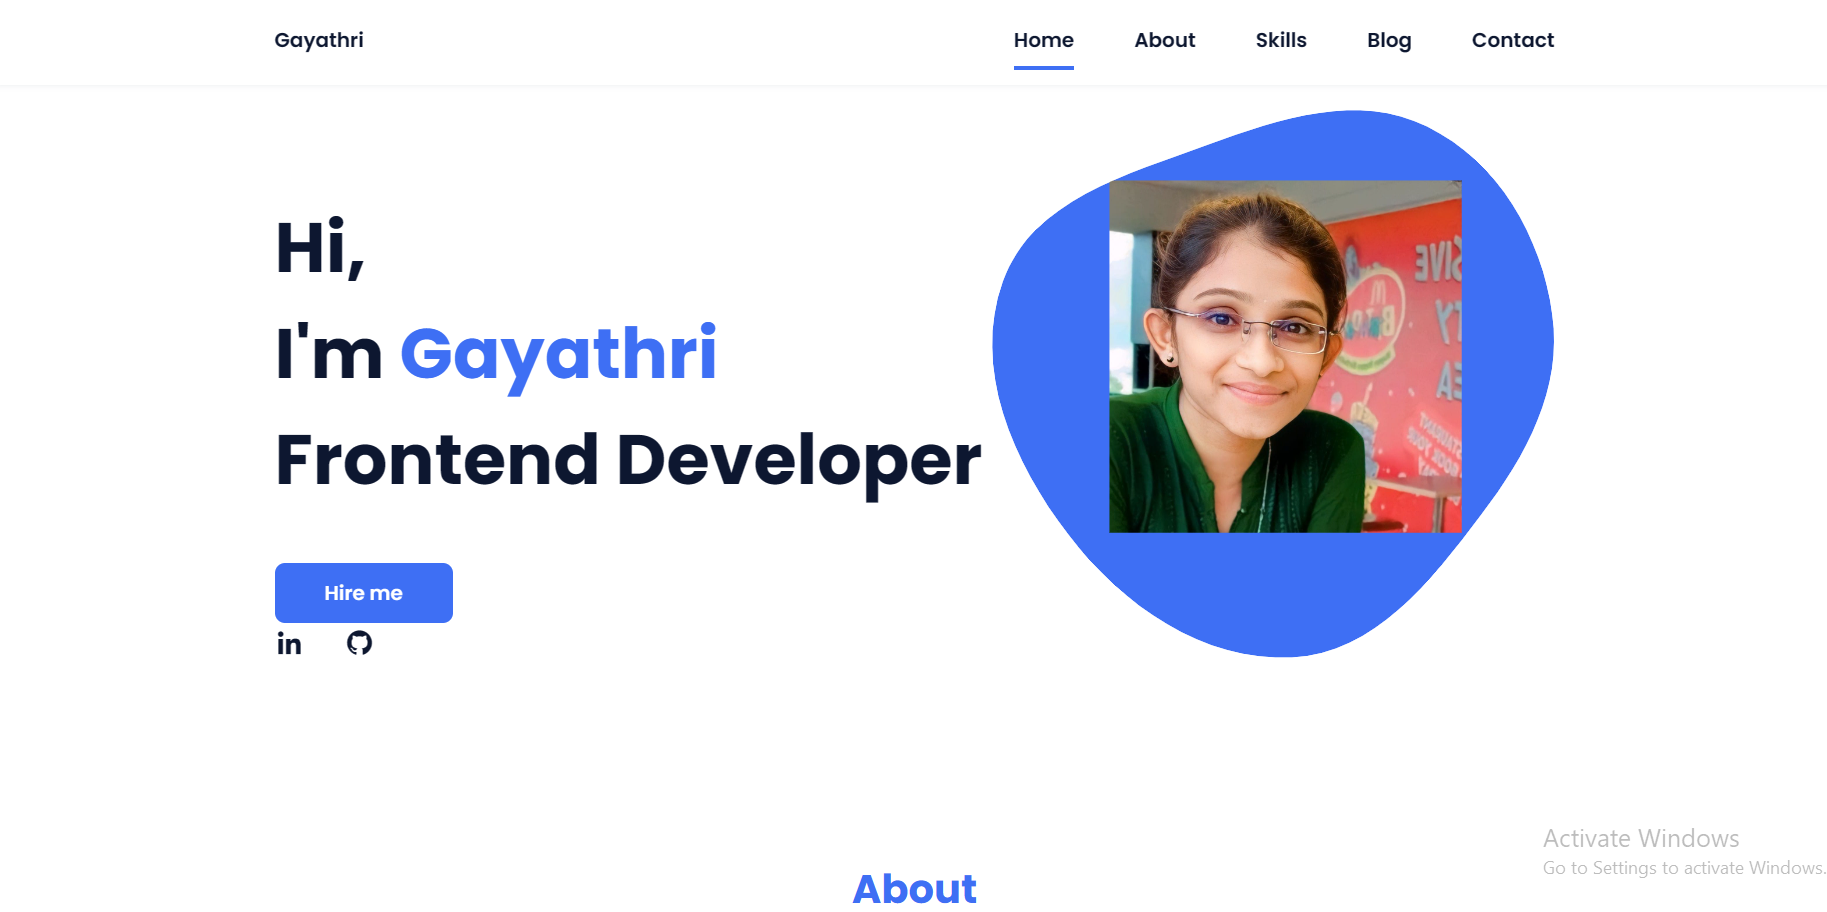 Gayathri
Home About Skills Blog Contact
Hi,
I'm Gayathri
Frontend Developer
Hire me
in
Activate Windows
Go to Settings to activate Windows.
About